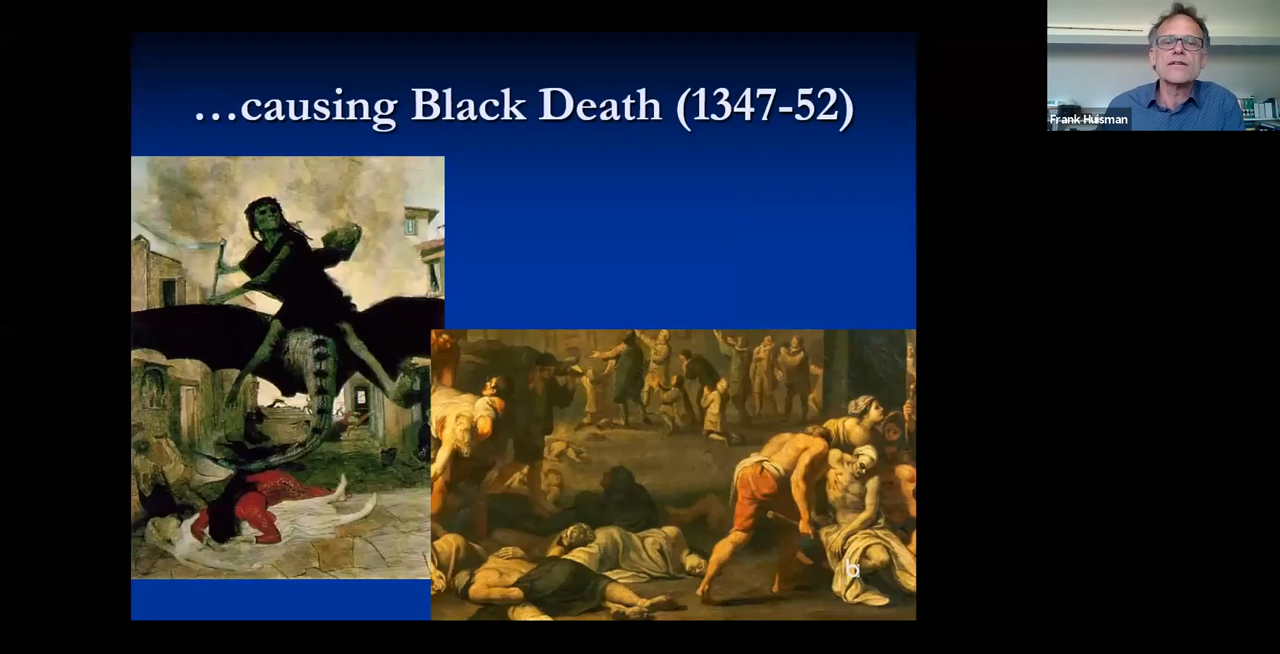 …causing Black Death (1347-52)
Frank Huisman
b